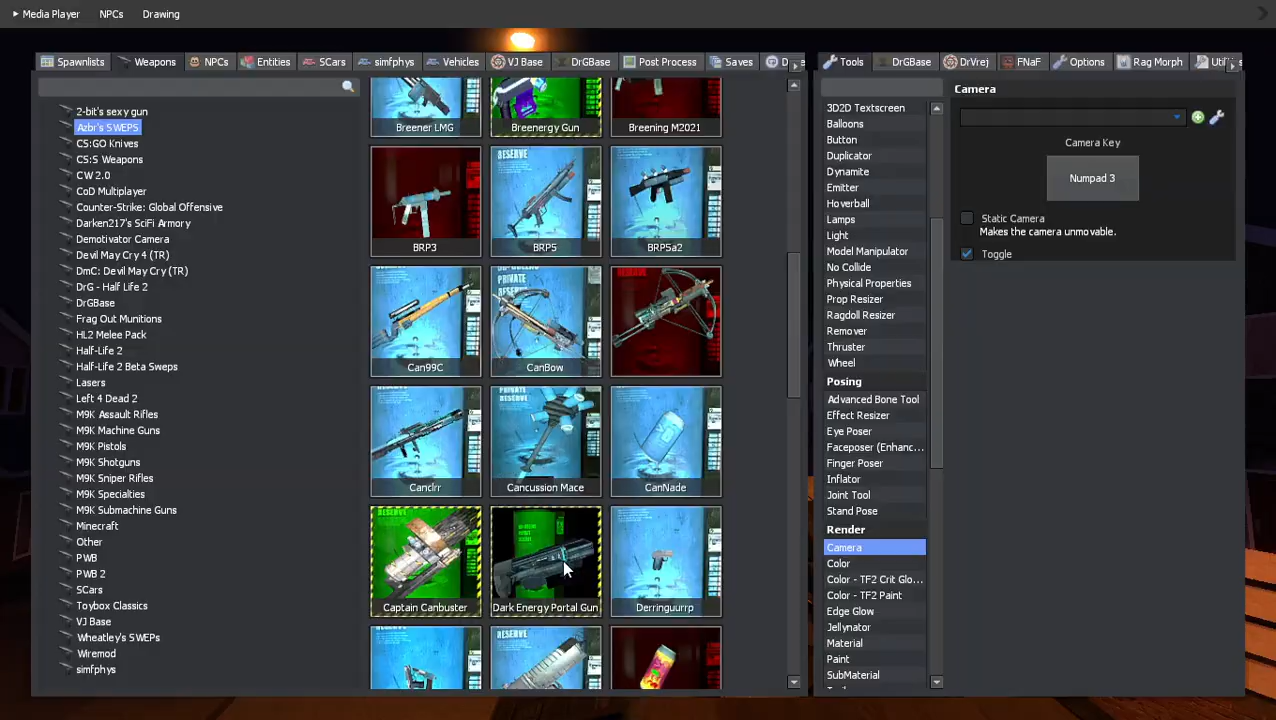 Media Player NPCs Drawing
Spawnlists Weapons NPCs Entities SCars simfphys Vehicles VJ Base DrGBase Post Process Saves
Tools DrGBase DrVrej FNaF Options Rag Morph
2-bit's sexy gun
Azbr's SWEPS
CS:GO Knives
CS:S Weapons
CW 2.0
CoD Multiplayer
Counter-Strike: Global Offensive
Darken217's SciFi Armory
Demotivator Camera
Devil May Cry 4 (TR)
DmC: Devil May Cry (TR)
DrG - Half Life 2
DrGBase
Frag Out Munitions
HL2 Melee Pack
Half-Life 2
Half-Life 2 Beta Sweps
Lasers
Left 4 Dead 2
M9K Assault Rifles
M9K Machine Guns
M9K Pistols
M9K Shotguns
M9K Sniper Rifles
M9K Specialties
M9K Submachine Guns
Minecraft
Other
PWB
PWB 2
SCars
Toybox Classics
VJ Base
Wheatley's SWEPs
Wiremod
simfphys
Breener LMG Breenergy Gun Breening M2021
BRP3 BRP5 BRP5a2
Can99C CanBow
Canclrr Cancussion Mace CanNade
Captain Canbuster Dark Energy Portal Gun Derringuurrp
3D2D Textscreen
Balloons
Button
Duplicator
Dynamite
Emitter
Hoverball
Lamps
Light
Model Manipulator
No Collide
Physical Properties
Prop Resizer
Ragdoll Resizer
Remover
Thruster
Wheel
Posing
Advanced Bone Tool
Effect Resizer
Eye Poser
Faceposer (Enhanc...
Finger Poser
Inflator
Joint Tool
Stand Pose
Render
Camera
Color
Color - TF2 Crit Glo...
Color - TF2 Paint
Edge Glow
Jellynator
Material
Paint
SubMaterial
Camera
Camera Key
Numpad 3
Static Camera
Makes the camera unmovable.
Toggle